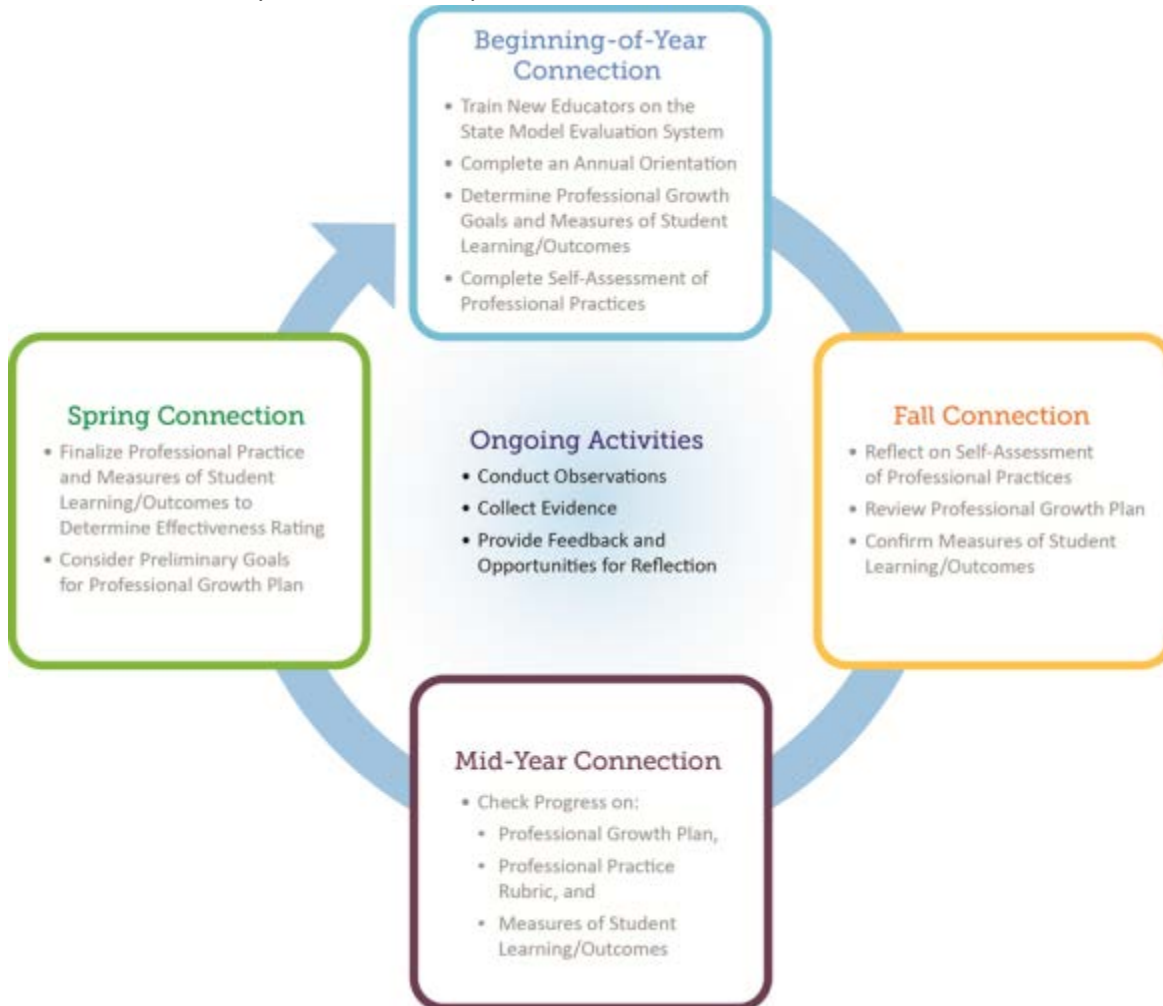 Beginning-of-Year
Connection
• Train New Educators on the
State Model Evaluation System
• Complete an Annual Orientation
• Determine Professional Growth
Goals and Measures of Student
Learning/Outcomes
• Complete Self-Assessment of
Professional Practices
Spring Connection
• Finalize Professional Practice
and Measures of Student
Learning/Outcomes to
Determine Effectiveness Rating
• Consider Preliminary Goals
for Professional Growth Plan
Ongoing Activities
• Conduct Observations
• Collect Evidence
• Provide Feedback and
Opportunities for Reflection
Fall Connection
• Reflect on Self-Assessment
of Professional Practices
• Review Professional Growth Plan
• Confirm Measures of Student
Learning/Outcomes
Mid-Year Connection
• Check Progress on:
• Professional Growth Plan,
• Professional Practice
Rubric, and
• Measures of Student
Learning/Outcomes